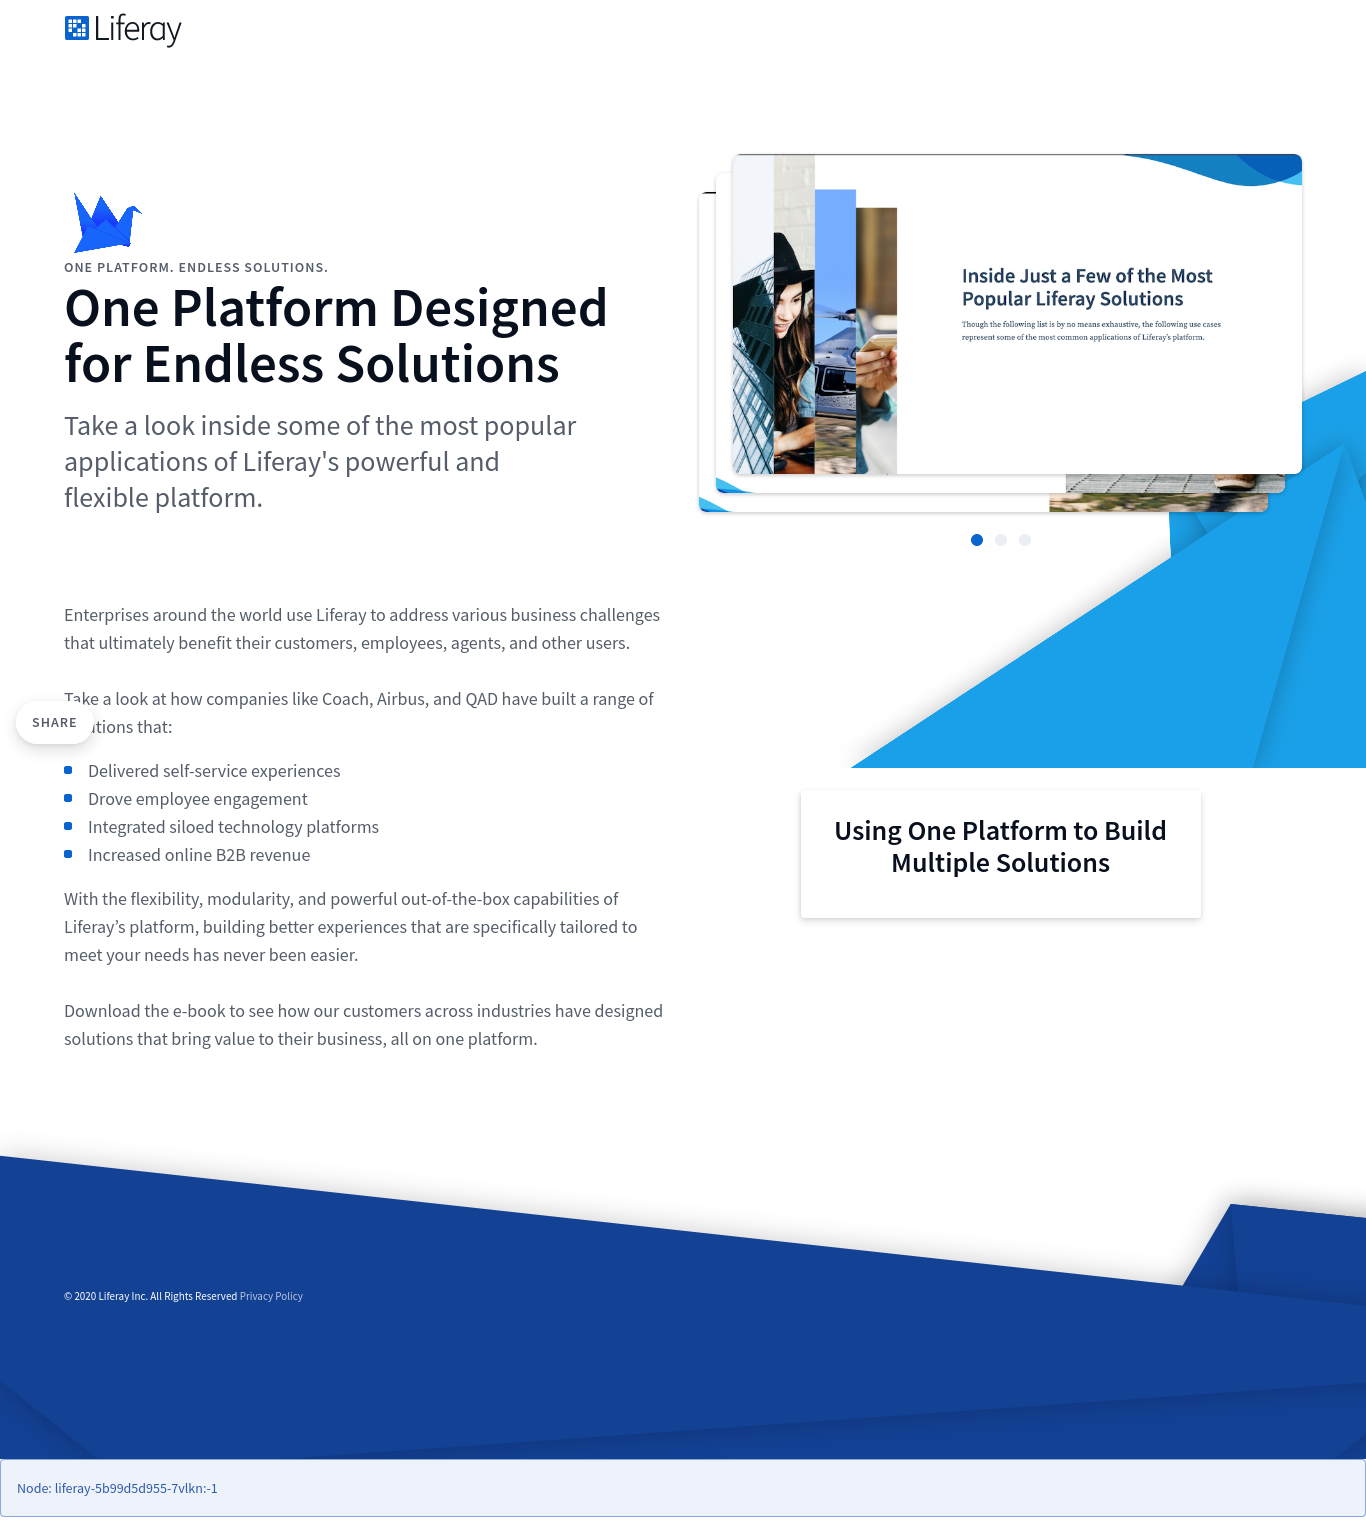 Liferay
ONE PLATFORM. ENDLESS SOLUTIONS.
One Platform Designed
for Endless Solutions
Take a look inside some of the most popular
applications of Liferay's powerful and
flexible platform.
Inside Just a Few of the Most
Popular Liferay Solutions
Though the following list is by no means exhaustive, the following use cases
represent some of the most common applications of Liferay's platform.
Enterprises around the world use Liferay to address various business challenges
that ultimately benefit their customers, employees, agents, and other users.
Take a look at how companies like Coach, Airbus, and QAD have built a range of
utions that:
SHARE
Delivered self-service experiences
Drove employee engagement
Integrated siloed technology platforms
Increased online B2B revenue
With the flexibility, modularity, and powerful out-of-the-box capabilities of
Liferay’s platform, building better experiences that are specifically tailored to
meet your needs has never been easier.
Download the e-book to see how our customers across industries have designed
solutions that bring value to their business, all on one platform.
Using One Platform to Build
Multiple Solutions
© 2020 Liferay Inc. All Rights Reserved Privacy Policy
Node: liferay-5b99d5d955-7vlkn:-1